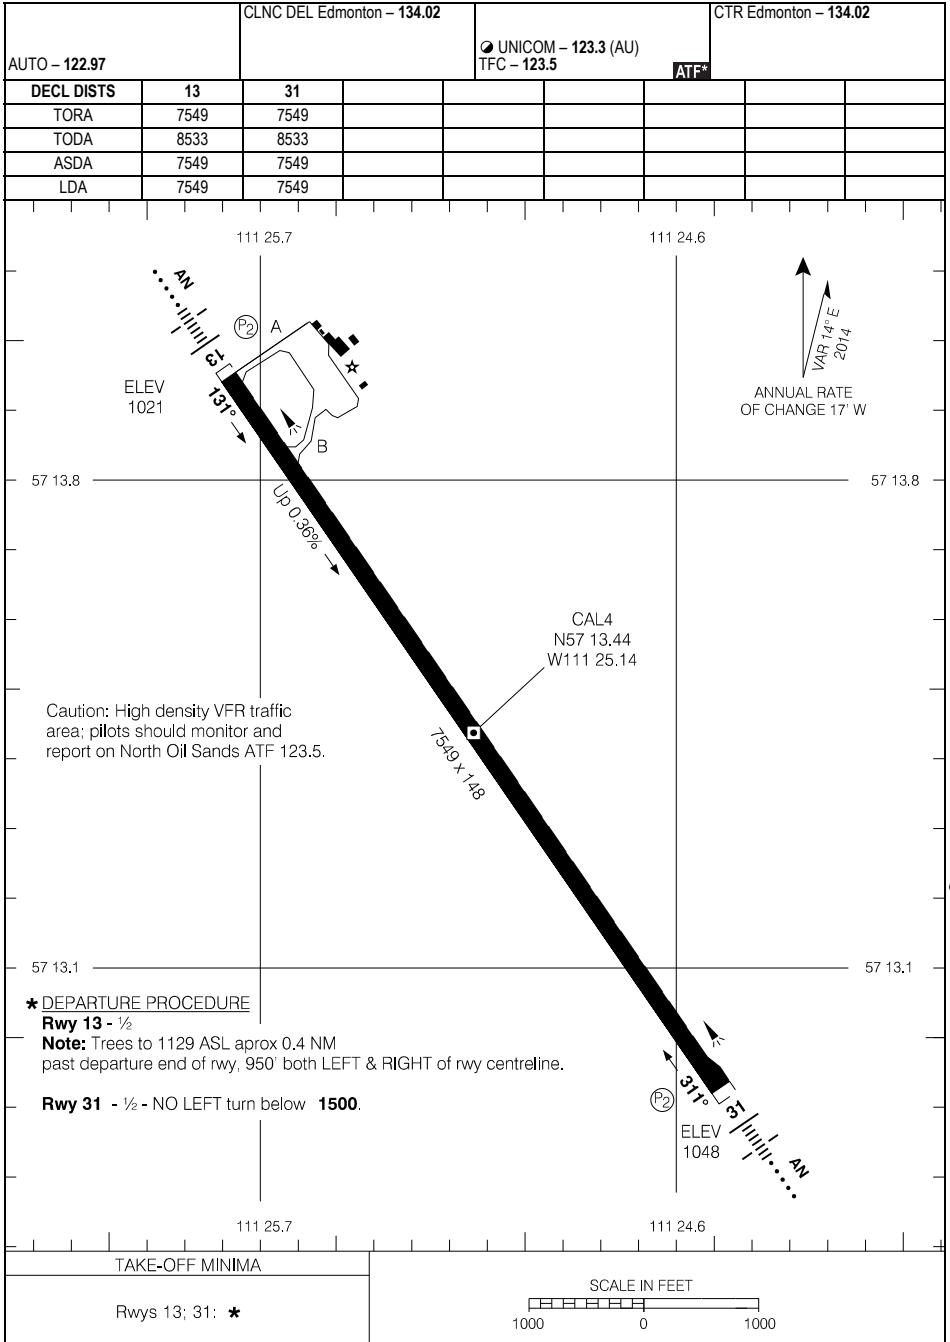 CLNC DEL Edmonton – 134.02
CTR Edmonton – 134.02
UNICOM – 123.3 (AU)
AUTO – 122.97
TFC – 123.5
ATF*
DECL DISTS 13 31
TORA 7549 7549
TODA 8533 8533
ASDA 7549 7549
LDA 7549 7549
111 25.7 111 24.6
AN
P2 A
13
VAR 14° E
2014
ELEV
1021
131°
ANNUAL RATE
OF CHANGE 17' W
B
57 13.8 57 13.8
Up 0.36%
CAL4
N57 13.44
W111 25.14
Caution: High density VFR traffic
area; pilots should monitor and
report on North Oil Sands ATF 123.5.
7549 x 148
57 13.1 57 13.1
* DEPARTURE PROCEDURE
Rwy 13 - ½
Note: Trees to 1129 ASL aprox 0.4 NM
past departure end of rwy, 950' both LEFT & RIGHT of rwy centreline.
Rwy 31 - ½ - NO LEFT turn below 1500.
311°
P2
31
ELEV
1048
AN
111 25.7 111 24.6
TAKE-OFF MINIMA
Rwys 13; 31: *
SCALE IN FEET
1000 0 1000